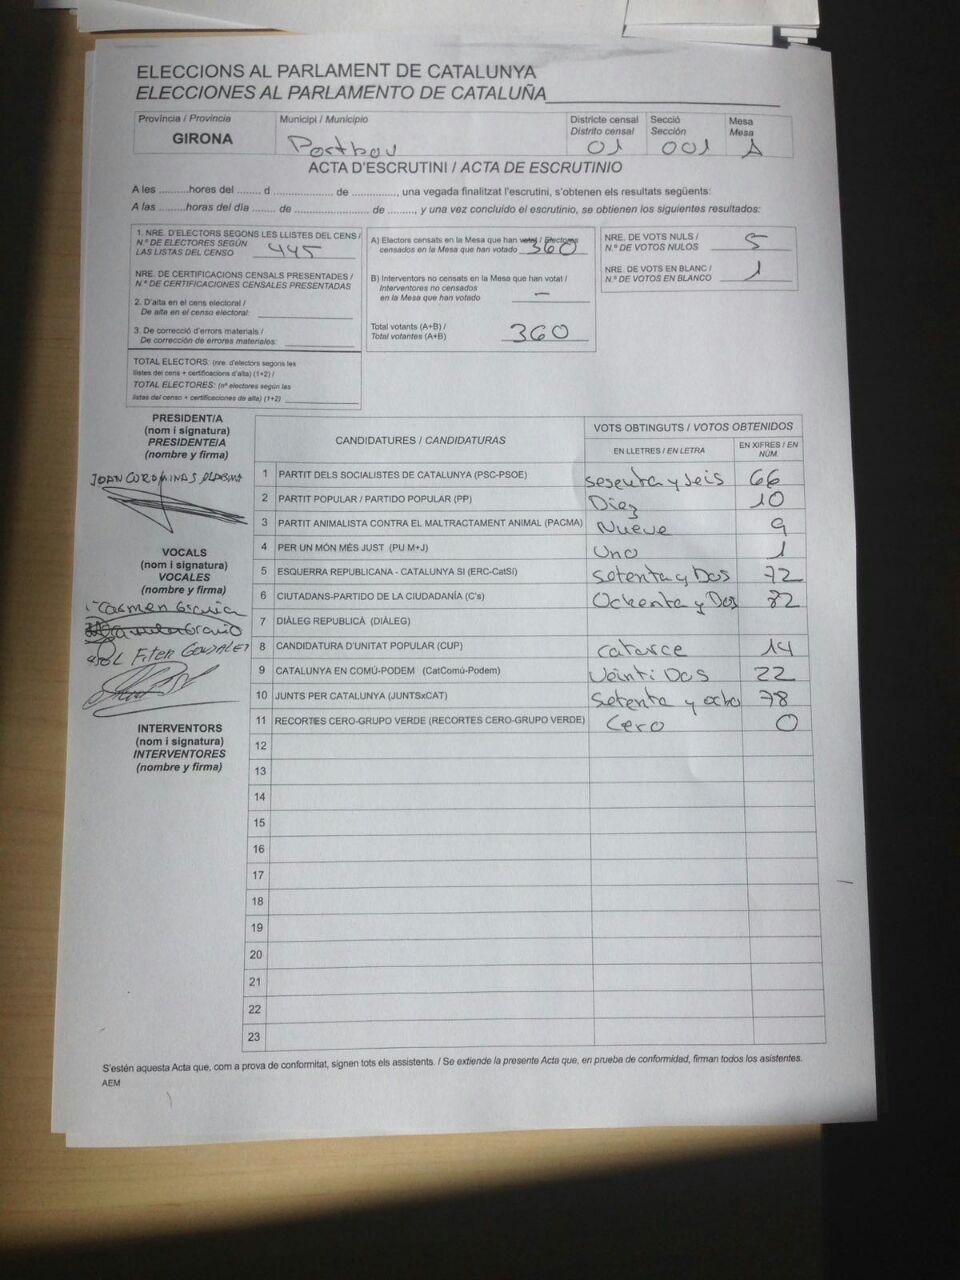 ELECCIONS AL PARLAMENT DE CATALUNYA
ELECCIONES AL PARLAMENTO DE CATALUÑA
Província / Provincia
GIRONA
Municipi / Municipio
Portbou
Districte censal
Distrito censal
01
Secció
Sección
001
Mesa
Mesa
A
ACTA D'ESCRUTINI / ACTA DE ESCRUTINIO
A les ..........hores del ....... d .................... de ..............., una vegada finalitzat l'escrutini, s'obtenen els resultats següents:
A las .........horas del día ........ de ......................... de ........., y una vez concluido el escrutinio, se obtienen los siguientes resultados:
1. NRE. D'ELECTORS SEGONS LES LLISTES DEL CENS /
N.º DE ELECTORES SEGÚN
LAS LISTAS DEL CENSO 445
NRE. DE CERTIFICACIONS CENSALS PRESENTADES /
N.º DE CERTIFICACIONES CENSALES PRESENTADAS
2. D'alta en el cens electoral /
De alta en el censo electoral:
3. De correcció d'errors materials /
De corrección de errores materiales:
TOTAL ELECTORS: (nre. d'electors segons les
llistes del cens + certificacions d'alta) (1+2) /
TOTAL ELECTORES: (nº electores según las
listas del censo + certificaciones de alta) (1+2)
A) Electors censats en la Mesa que han votat / Electores
censados en la Mesa que han votado 360
B) Interventors no censats en la Mesa que han votat /
Interventores no censados
en la Mesa que han votado —
Total votants (A+B) /
Total votantes (A+B) 360
NRE. DE VOTS NULS /
N.º DE VOTOS NULOS 5
NRE. DE VOTS EN BLANC /
N.º DE VOTOS EN BLANCO 1
PRESIDENT/A
(nom i signatura)
PRESIDENTE/A
(nombre y firma)
JOAN COROMINAS
VOCALS
(nom i signatura)
VOCALES
(nombre y firma)
Carmen
GONZALEZ
INTERVENTORS
(nom i signatura)
INTERVENTORES
(nombre y firma)
CANDIDATURES / CANDIDATURAS
VOTS OBTINGUTS / VOTOS OBTENIDOS
EN LLETRES / EN LETRA
EN XIFRES / EN NÚM.
1 PARTIT DELS SOCIALISTES DE CATALUNYA (PSC-PSOE) sesenta y seis 66
2 PARTIT POPULAR / PARTIDO POPULAR (PP) Diez 10
3 PARTIT ANIMALISTA CONTRA EL MALTRACTAMENT ANIMAL (PACMA) Nueve 9
4 PER UN MÓN MÉS JUST (PU M+J) Uno 1
5 ESQUERRA REPUBLICANA - CATALUNYA SÍ (ERC-CatSí) Setenta y Dos 72
6 CIUTADANS-PARTIDO DE LA CIUDADANÍA (C's) Ochenta y Dos 82
7 DIÀLEG REPUBLICÀ (DIÀLEG)
8 CANDIDATURA D'UNITAT POPULAR (CUP) catorce 14
9 CATALUNYA EN COMÚ-PODEM (CatComú-Podem) Veinti Dos 22
10 JUNTS PER CATALUNYA (JUNTSxCAT) Setenta y ocho 78
11 RECORTES CERO-GRUPO VERDE (RECORTES CERO-GRUPO VERDE) Cero 0
12
13
14
15
16
17
18
19
20
21
22
23
S'estén aquesta Acta que, com a prova de conformitat, signen tots els assistents. / Se extiende la presente Acta que, en prueba de conformidad, firman todos los asistentes.
AEM